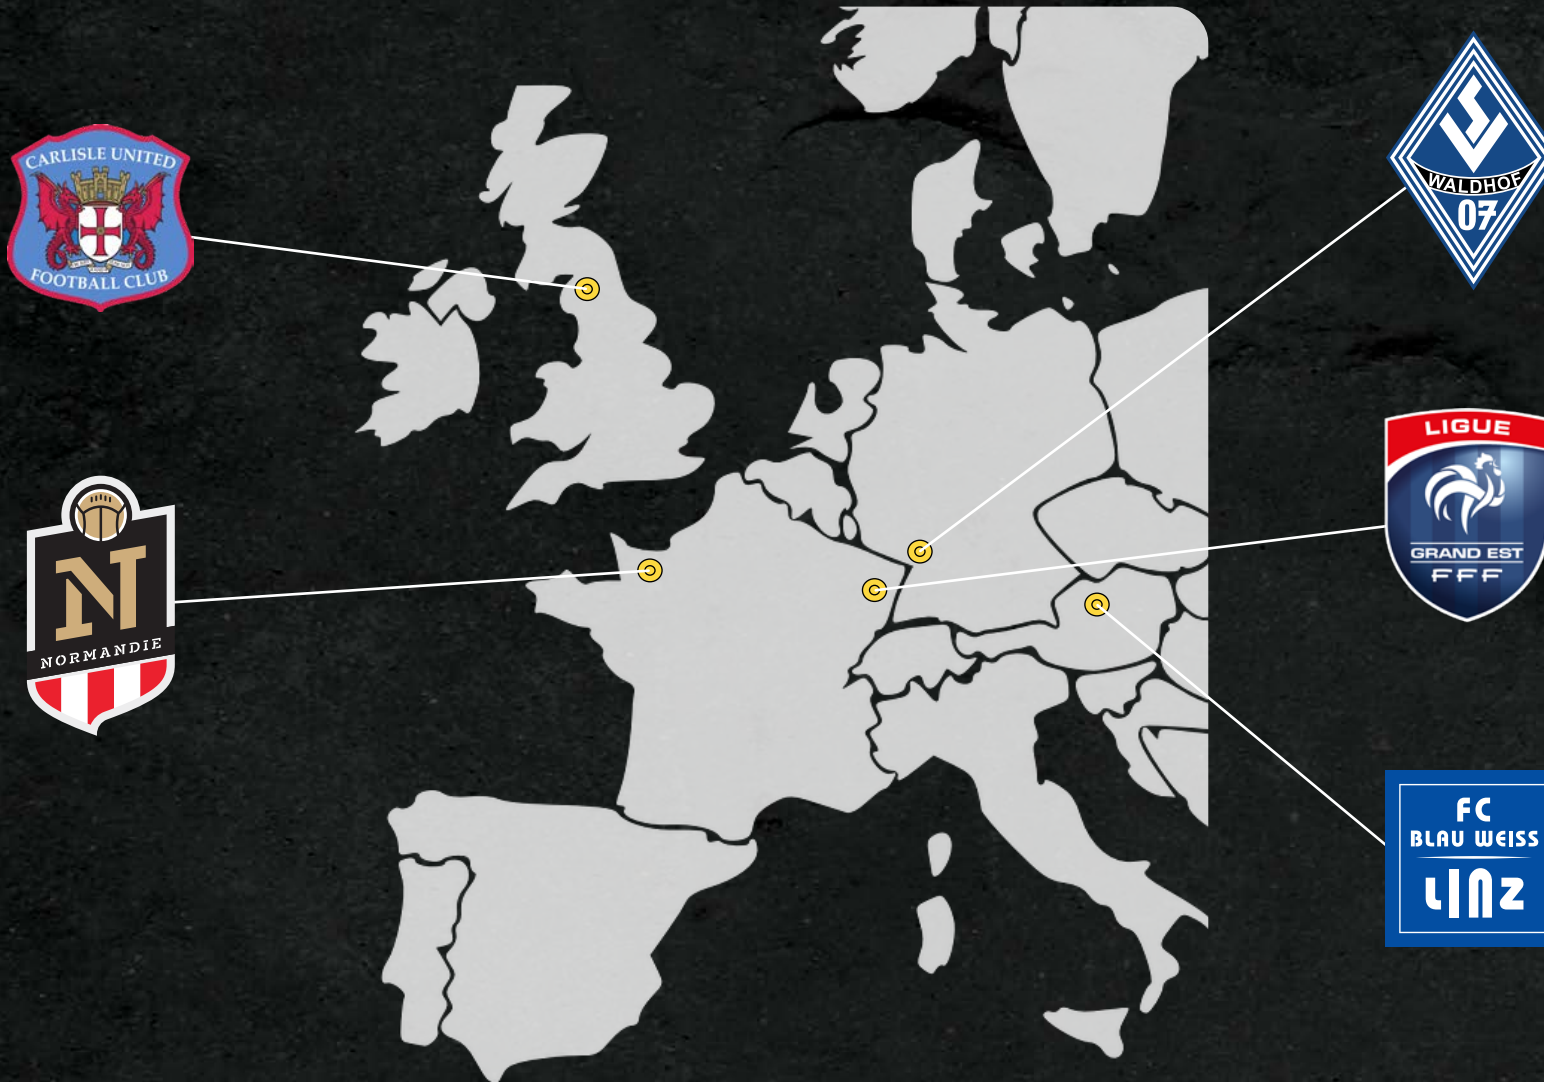 CARLISLE UNITED
FOOTBALL CLUB
WALDHOF
07
LIGUE
GRAND EST
FFF
N
NORMANDIE
FC
BLAU WEISS
LINZ